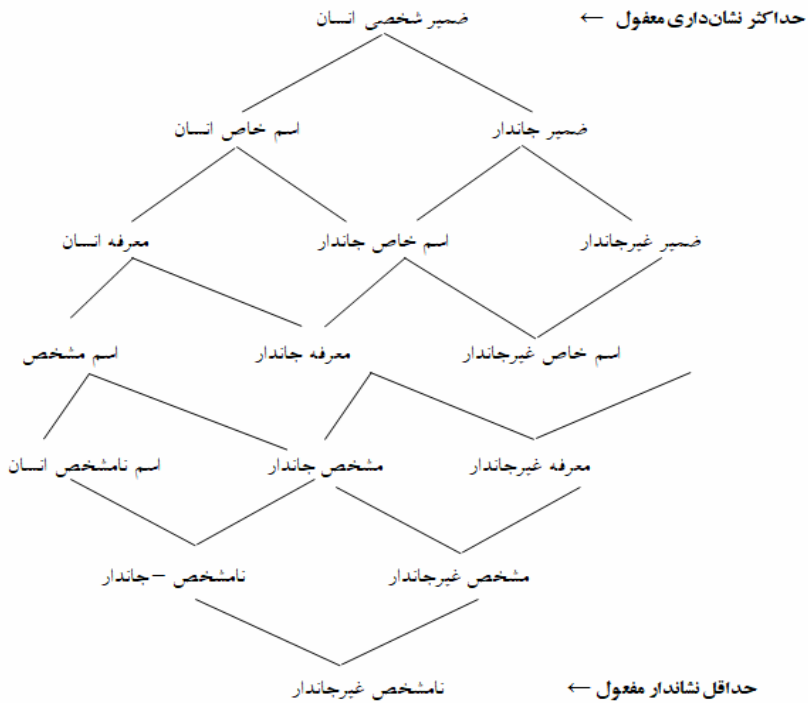 حداکثر نشان‌داری معفول ← ضمیر شخصی انسان
ضمیر جاندار اسم خاص انسان
ضمیر غیرجاندار اسم خاص جاندار معرفه انسان
اسم خاص غیرجاندار معرفه جاندار اسم مشخص
معرفه غیرجاندار مشخص جاندار اسم نامشخص انسان
مشخص غیرجاندار نامشخص –جاندار
حداقل نشاندار مفعول ← نامشخص غیرجاندار